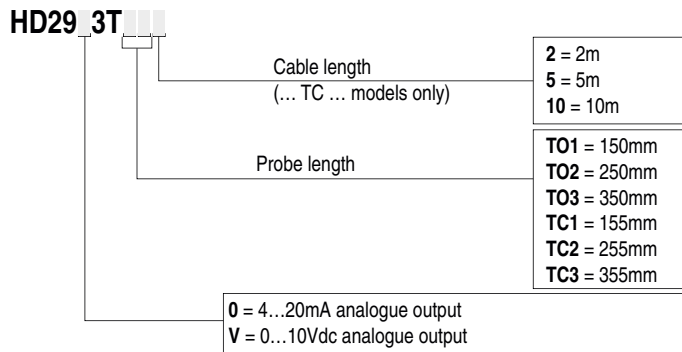 HD29 3T
Cable length
(… TC … models only)
2 = 2m
5 = 5m
10 = 10m
Probe length
TO1 = 150mm
TO2 = 250mm
TO3 = 350mm
TC1 = 155mm
TC2 = 255mm
TC3 = 355mm
0 = 4…20mA analogue output
V = 0…10Vdc analogue output